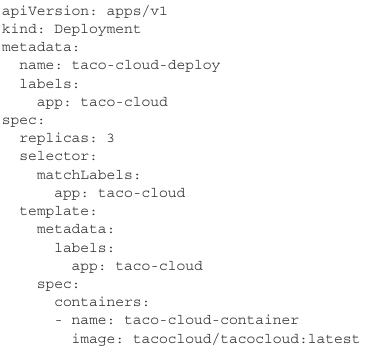 apiVersion: apps/v1
kind: Deployment
metadata:
  name: taco-cloud-deploy
  labels:
    app: taco-cloud
spec:
  replicas: 3
  selector:
    matchLabels:
      app: taco-cloud
  template:
    metadata:
      labels:
        app: taco-cloud
    spec:
      containers:
      - name: taco-cloud-container
        image: tacocloud/tacocloud:latest